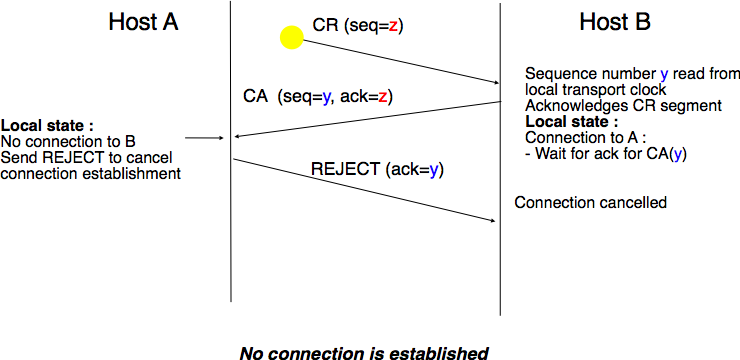 Host A
Host B
CR (seq=z)
CA (seq=y, ack=z)
Sequence number y read from
local transport clock
Acknowledges CR segment
Local state :
Connection to A :
- Wait for ack for CA(y)
Local state :
No connection to B
Send REJECT to cancel
connection establishment
REJECT (ack=y)
Connection cancelled
No connection is established